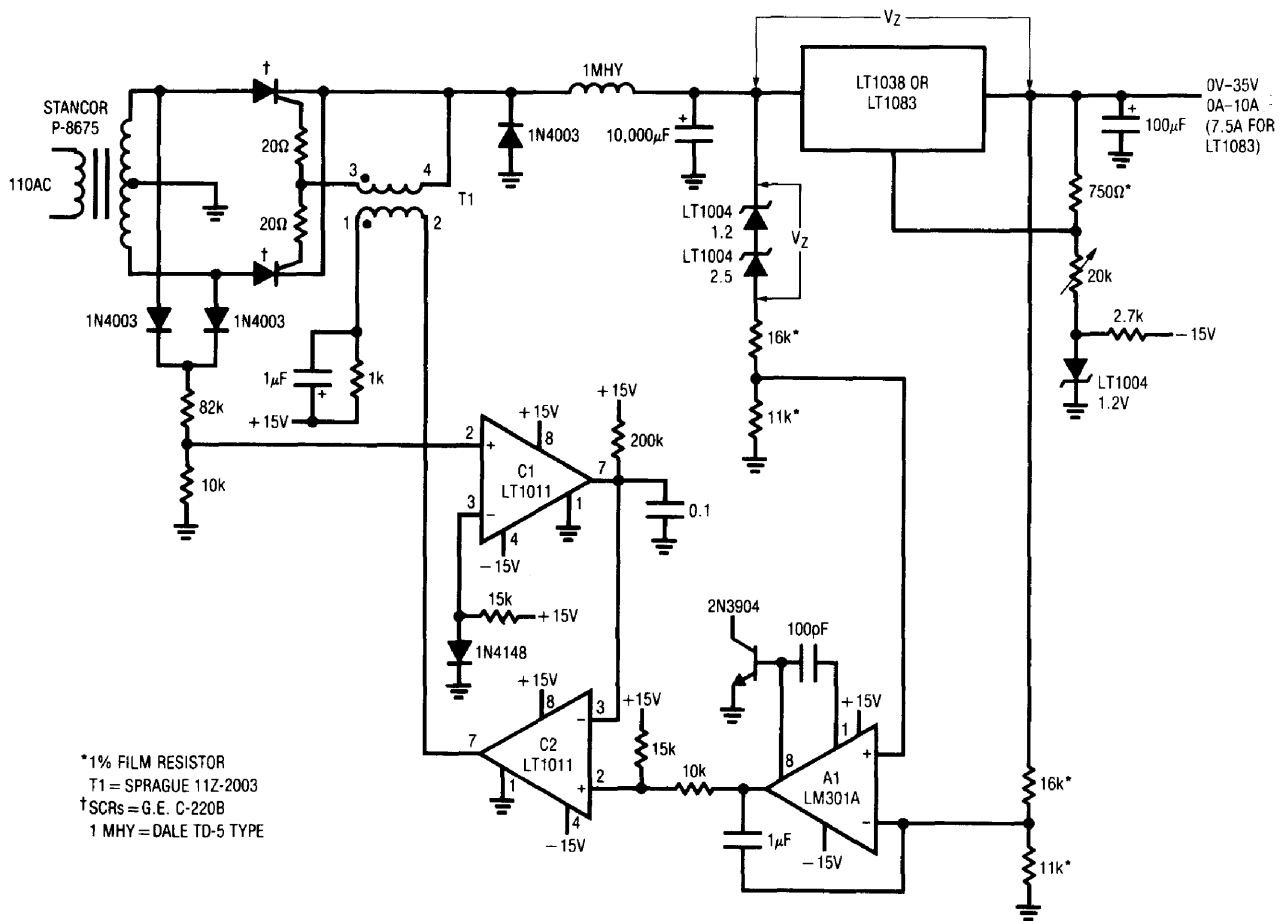 V_Z
†
1MHY
STANCOR
P-8675
LT1038 OR
LT1083
0V–35V
0A–10A
(7.5A FOR
LT1083)
20Ω
1N4003
+
10,000µF
+
100µF
110AC
3
4
T1
20Ω
1
2
750Ω*
LT1004
1.2
V_Z
LT1004
2.5
†
20k
1N4003
1N4003
16k*
2.7k
−15V
1µF
+
1k
LT1004
1.2V
82k
+15V
+15V
+15V
11k*
2
+
8
200k
C1
LT1011
7
10k
3
−
1
0.1
4
−15V
15k
+15V
2N3904
100pF
1N4148
+15V
8
3
−
+15V
+15V
1
+
8
7
C2
LT1011
15k
A1
LM301A
10k
16k*
1
2
+
4
−15V
1µF
−15V
−
11k*
*1% FILM RESISTOR
T1 = SPRAGUE 11Z-2003
†SCRs = G.E. C-220B
1 MHY = DALE TD-5 TYPE